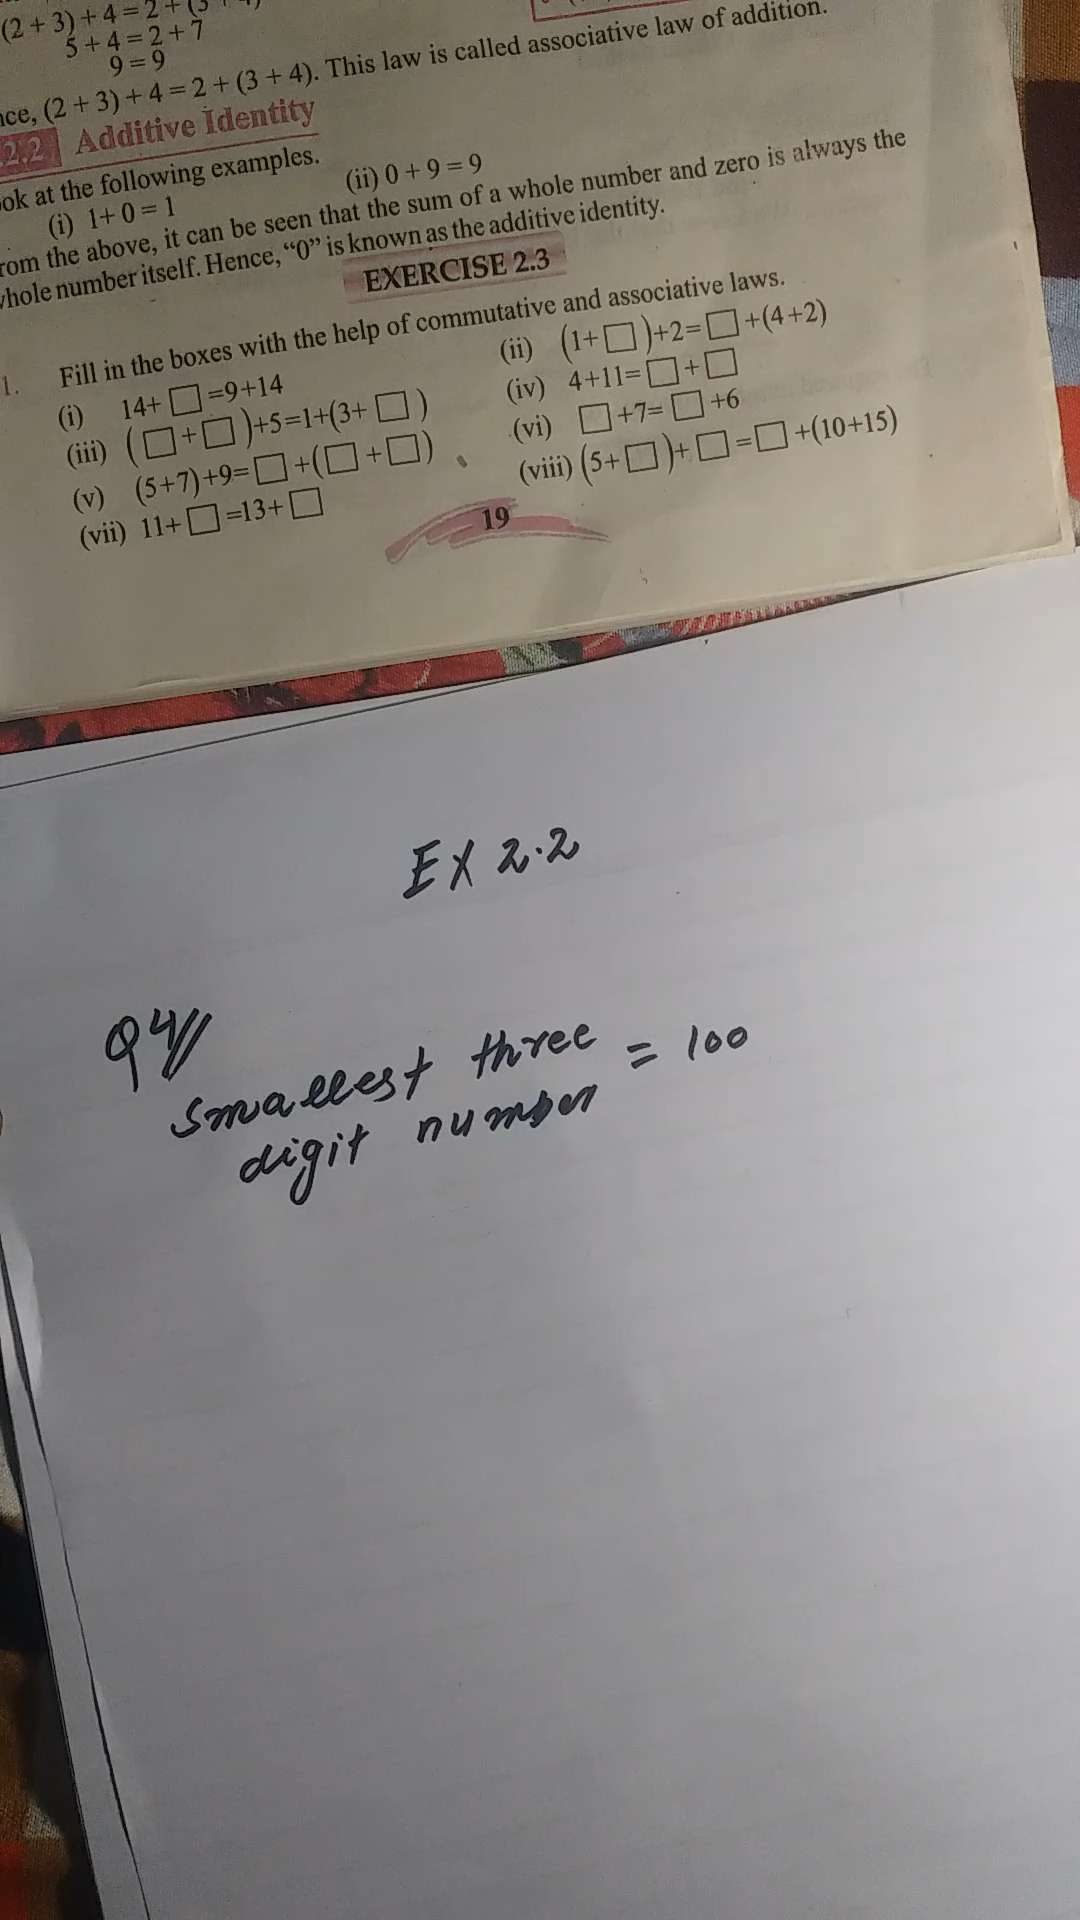 (2 + 3) + 4 = 2 + (3 + 4)
5 + 4 = 2 + 7
9 = 9
nce, (2 + 3) + 4 = 2 + (3 + 4). This law is called associative law of addition.
2.2 Additive Identity
ok at the following examples.
(i) 1+ 0 = 1 (ii) 0 + 9 = 9
rom the above, it can be seen that the sum of a whole number and zero is always the
whole number itself. Hence, “0” is known as the additive identity.
EXERCISE 2.3
1. Fill in the boxes with the help of commutative and associative laws.
(i) 14+ □ =9+14 (ii) (1+ □ )+2= □ +(4+2)
(iii) ( □ + □ )+5=1+(3+ □ ) (iv) 4+11= □ + □
(v) (5+7)+9= □ +( □ + □ ) (vi) □ +7= □ +6
(vii) 11+ □ =13+ □ (viii) (5+ □ )+ □ = □ +(10+15)
19
EX 2.2
Q4//
smallest three = 100
digit number